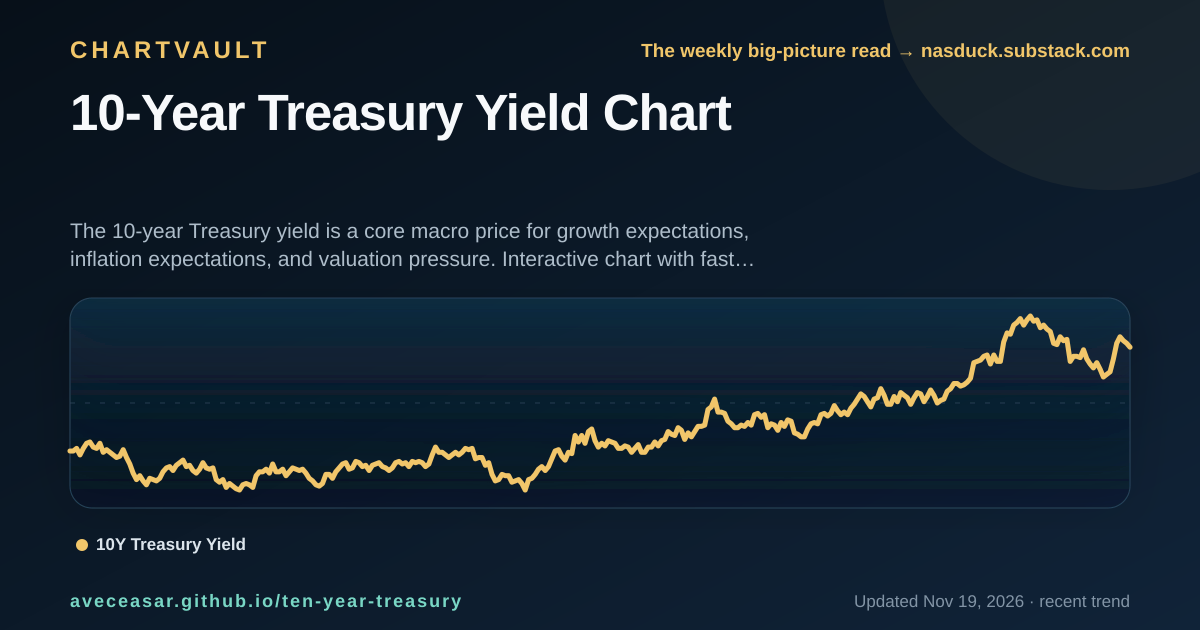 CHARTVAULT
The weekly big-picture read → nasduck.substack.com
10-Year Treasury Yield Chart
The 10-year Treasury yield is a core macro price for growth expectations,
inflation expectations, and valuation pressure. Interactive chart with fast…
10Y Treasury Yield
aveceasar.github.io/ten-year-treasury
Updated Nov 19, 2026 · recent trend